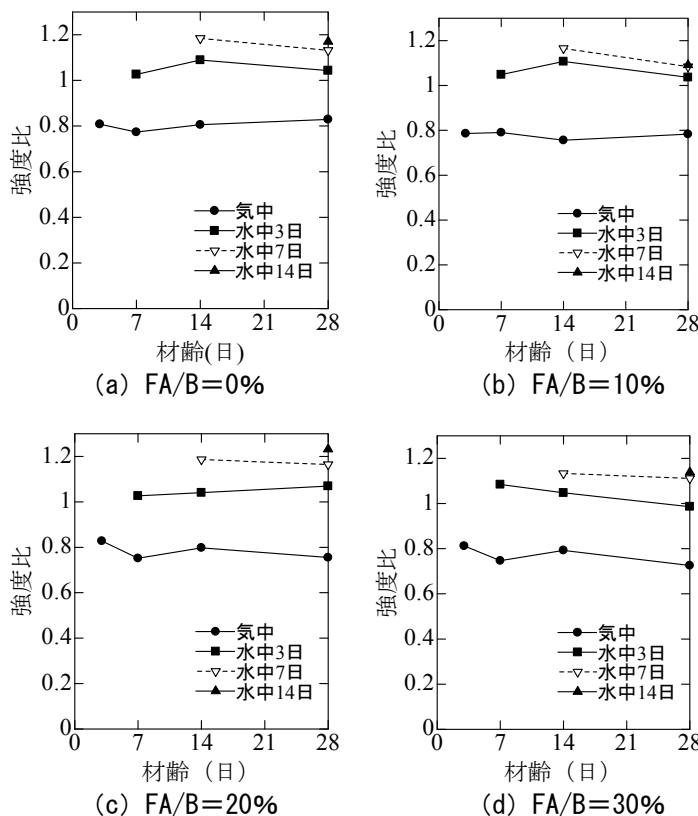 1.2
1
0.8
0.6
0.4
0.2
0
強度比
気中
水中3日
水中7日
水中14日
0 7 14 21 28
材齢(日)
(a) FA/B=0%
1.2
1
0.8
0.6
0.4
0.2
0
強度比
気中
水中3日
水中7日
水中14日
0 7 14 21 28
材齢（日）
(b) FA/B=10%
1.2
1
0.8
0.6
0.4
0.2
0
強度比
気中
水中3日
水中7日
水中14日
0 7 14 21 28
材齢（日）
(c) FA/B=20%
1.2
1
0.8
0.6
0.4
0.2
0
強度比
気中
水中3日
水中7日
水中14日
0 7 14 21 28
材齢（日）
(d) FA/B=30%